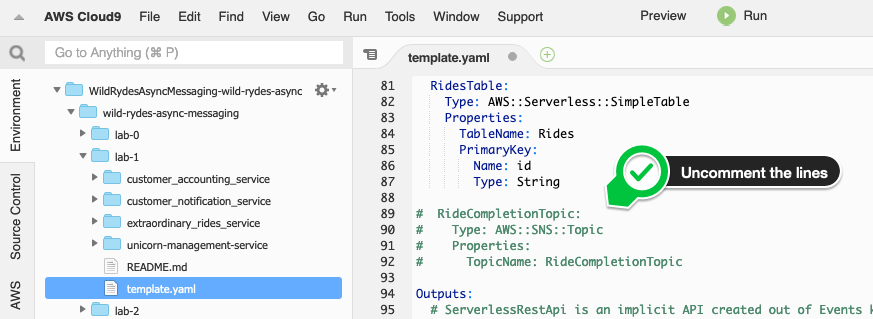 AWS Cloud9 File Edit Find View Go Run Tools Window Support Preview Run
Go to Anything (⌘ P)
template.yaml
Environment
Source Control
AWS
WildRydesAsyncMessaging-wild-rydes-async
wild-rydes-async-messaging
lab-0
lab-1
customer_accounting_service
customer_notification_service
extraordinary_rides_service
unicorn-management-service
README.md
template.yaml
lab-2
81 RidesTable:
82 Type: AWS::Serverless::SimpleTable
83 Properties:
84 TableName: Rides
85 PrimaryKey:
86 Name: id
87 Type: String
88
89 # RideCompletionTopic:
90 # Type: AWS::SNS::Topic
91 # Properties:
92 # TopicName: RideCompletionTopic
93
94 Outputs:
95 # ServerlessRestApi is an implicit API created out of Events
Uncomment the lines